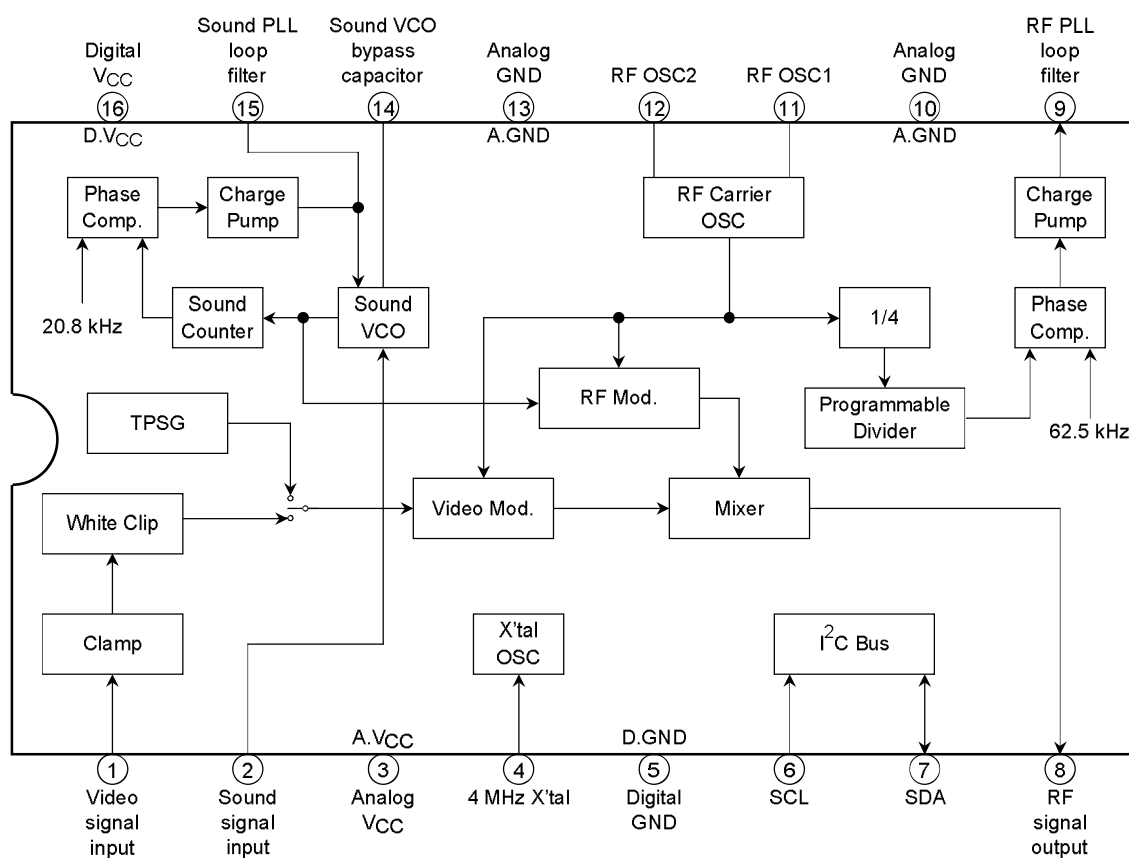 Digital
VCC
16
D.VCC
Sound PLL
loop
filter
15
Sound VCO
bypass
capacitor
14
Analog
GND
13
A.GND
RF OSC2
12
RF OSC1
11
Analog
GND
10
A.GND
RF PLL
loop
filter
9
Phase
Comp.
Charge
Pump
RF Carrier
OSC
Charge
Pump
20.8 kHz
Sound
Counter
Sound
VCO
1/4
Phase
Comp.
RF Mod.
Programmable
Divider
62.5 kHz
TPSG
White Clip
Video Mod.
Mixer
Clamp
X'tal
OSC
I2C Bus
1
Video
signal
input
2
Sound
signal
input
A.VCC
3
Analog
VCC
4
4 MHz X'tal
D.GND
5
Digital
GND
6
SCL
7
SDA
8
RF
signal
output